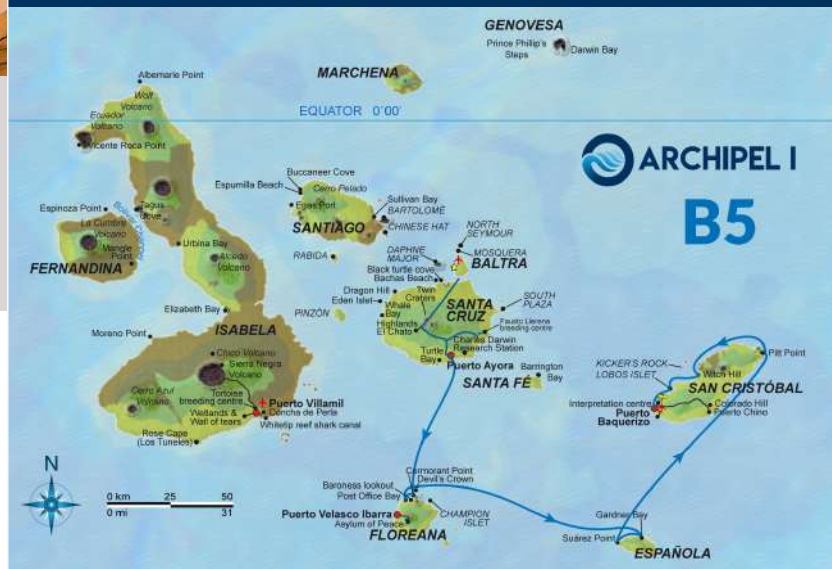 GENOVESA
Prince Phillip's
Steps
Darwin Bay
MARCHENA
Albemarle Point
EQUATOR 0°00'
Wolf
Volcano
Ecuador
Volcano
Vicente Roca Point
ARCHIPEL I
B5
Buccaneer Cove
Espumilla Beach
Cerro Pelado
Egas Port
Sullivan Bay
BARTOLOMÉ
CHINESE HAT
SANTIAGO
Espinoza Point
Tagus
Cove
Bolivar Channel
La Cumbre
Volcano
Mangle
Point
FERNANDINA
Urbina Bay
Alcedo
Volcano
RABIDA
NORTH
SEYMOUR
MOSQUERA
BALTRA
DAPHNE
MAJOR
Black turtle cove
Bachas Beach
Dragon Hill
Eden Islet
Whale
Bay
Twin
Craters
SANTA
CRUZ
SOUTH
PLAZA
PINZÓN
Highlands
El Chato
Fausto Llerena
breeding centre
Charles Darwin
Research Station
Turtle
Bay
Puerto Ayora
SANTA FÉ
Barrington
Bay
Elizabeth Bay
ISABELA
Moreno Point
Chico Volcano
Sierra Negra
Volcano
Cerro Azul
Volcano
Tortoise
breeding centre
Puerto Villamil
Wetlands &
Wall of tears
Concha de Perla
Whitetip reef shark canal
Rose Cape
(Los Tuneles)
KICKER'S ROCK
LOBOS ISLET
Pitt Point
Witch Hill
SAN CRISTÓBAL
Interpretation centre
Puerto
Baquerizo
Colorado Hill
Puerto Chino
N
0 km 25 50
0 mi 31
Cormorant Point
Devil's Crown
Baroness lookout
Post Office Bay
Puerto Velasco Ibarra
Asylum of Peace
CHAMPION
ISLET
FLOREANA
Gardner Bay
Suárez Point
ESPAÑOLA